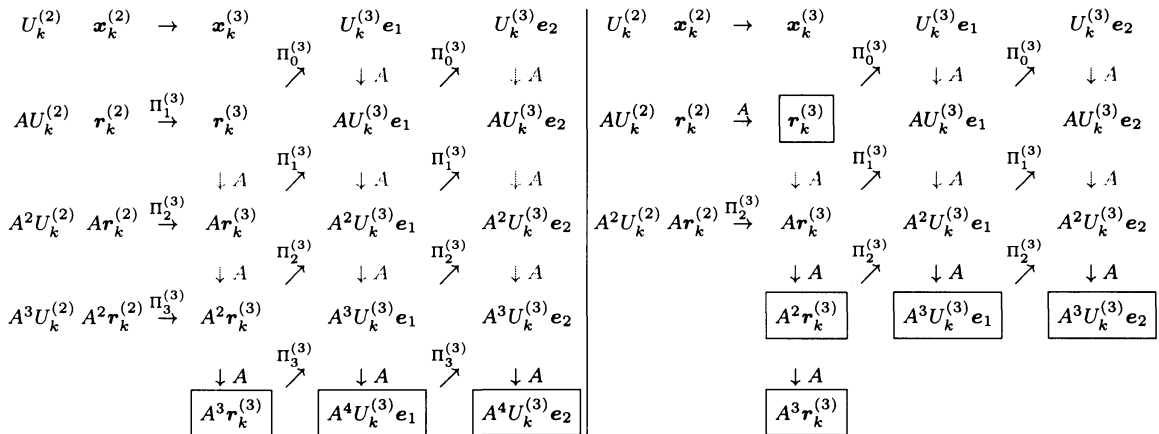 U_k^{(2)} x_k^{(2)} → x_k^{(3)} U_k^{(3)}e_1 U_k^{(3)}e_2 U_k^{(2)} x_k^{(2)} → x_k^{(3)} U_k^{(3)}e_1 U_k^{(3)}e_2
Π_0^{(3)} ↗ ↓ A Π_0^{(3)} ↗ ↓ A Π_0^{(3)} ↗ ↓ A Π_0^{(3)} ↗ ↓ A
AU_k^{(2)} r_k^{(2)} Π_1^{(3)} → r_k^{(3)} AU_k^{(3)}e_1 AU_k^{(3)}e_2 AU_k^{(2)} r_k^{(2)} A → r_k^{(3)} AU_k^{(3)}e_1 AU_k^{(3)}e_2
↓ A Π_1^{(3)} ↗ ↓ A Π_1^{(3)} ↗ ↓ A ↓ A Π_1^{(3)} ↗ ↓ A Π_1^{(3)} ↗ ↓ A
A^2U_k^{(2)} Ar_k^{(2)} Π_2^{(3)} → Ar_k^{(3)} A^2U_k^{(3)}e_1 A^2U_k^{(3)}e_2 A^2U_k^{(2)} Ar_k^{(2)} Π_2^{(3)} → Ar_k^{(3)} A^2U_k^{(3)}e_1 A^2U_k^{(3)}e_2
↓ A Π_2^{(3)} ↗ ↓ A Π_2^{(3)} ↗ ↓ A ↓ A Π_2^{(3)} ↗ ↓ A Π_2^{(3)} ↗ ↓ A
A^3U_k^{(2)} A^2r_k^{(2)} Π_3^{(3)} → A^2r_k^{(3)} A^3U_k^{(3)}e_1 A^3U_k^{(3)}e_2 A^2r_k^{(3)} A^3U_k^{(3)}e_1 A^3U_k^{(3)}e_2
↓ A Π_3^{(3)} ↗ ↓ A Π_3^{(3)} ↗ ↓ A ↓ A
A^3r_k^{(3)} A^4U_k^{(3)}e_1 A^4U_k^{(3)}e_2 A^3r_k^{(3)}